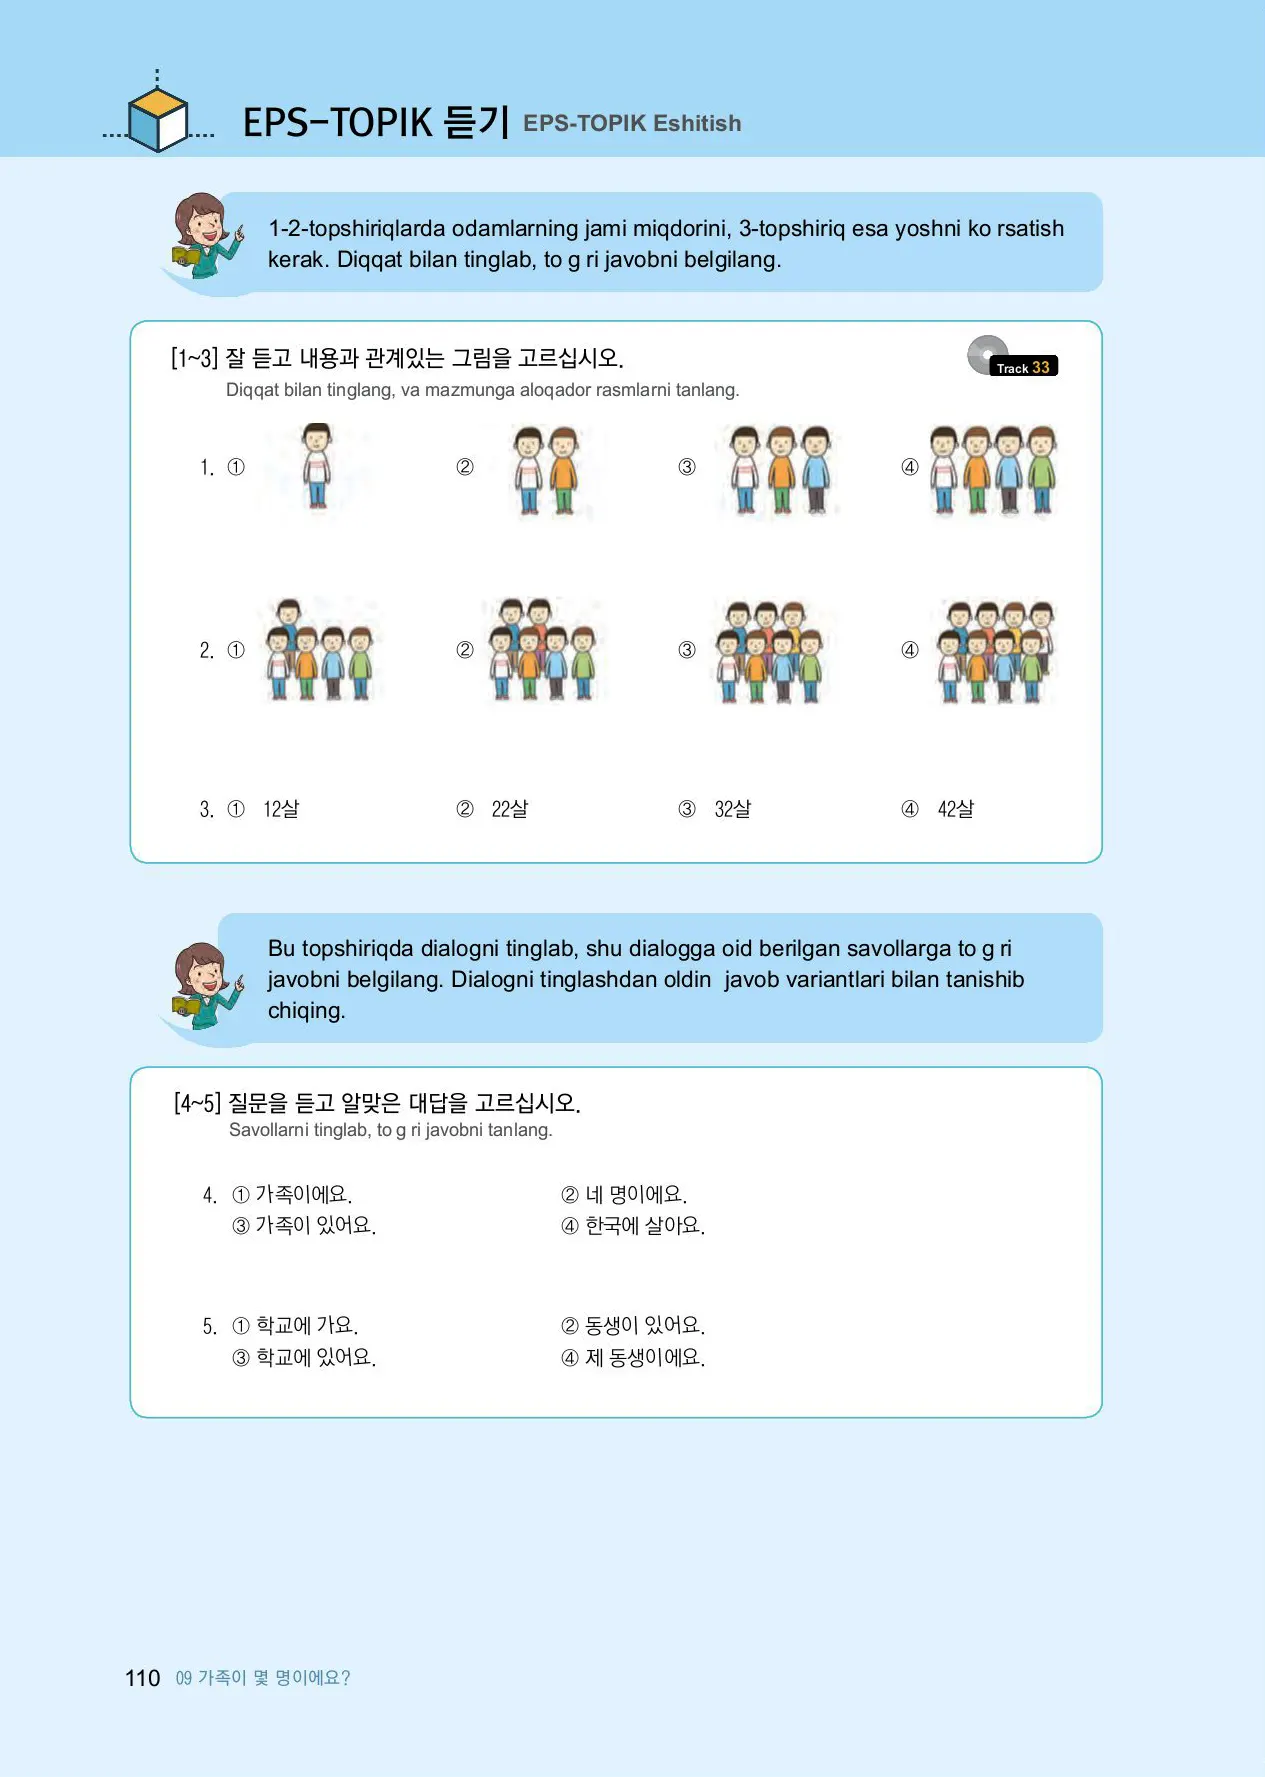 EPS-TOPIK 듣기 EPS-TOPIK Eshitish
1-2-topshiriqlarda odamlarning jami miqdorini, 3-topshiriq esa yoshni ko rsatish
kerak. Diqqat bilan tinglab, to g ri javobni belgilang.
[1~3] 잘 듣고 내용과 관계있는 그림을 고르십시오.
Track 33
Diqqat bilan tinglang, va mazmunga aloqador rasmlarni tanlang.
1. ① ② ③ ④
2. ① ② ③ ④
3. ① 12살 ② 22살 ③ 32살 ④ 42살
Bu topshiriqda dialogni tinglab, shu dialogga oid berilgan savollarga to g ri
javobni belgilang. Dialogni tinglashdan oldin javob variantlari bilan tanishib
chiqing.
[4~5] 질문을 듣고 알맞은 대답을 고르십시오.
Savollarni tinglab, to g ri javobni tanlang.
4. ① 가족이에요. ② 네 명이에요.
③ 가족이 있어요. ④ 한국에 살아요.
5. ① 학교에 가요. ② 동생이 있어요.
③ 학교에 있어요. ④ 제 동생이에요.
110 09 가족이 몇 명이에요?